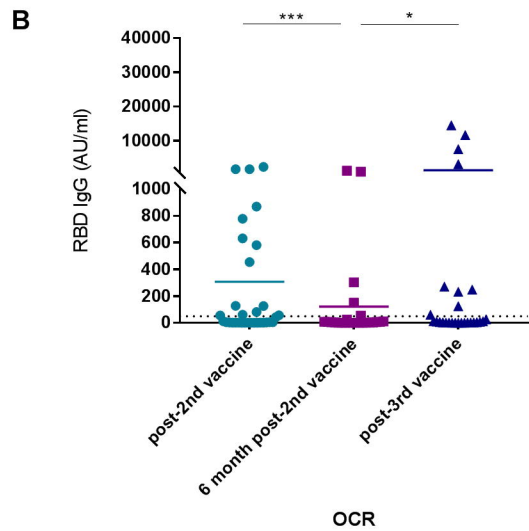 B
*** *
40000
30000
20000
10000
1000
800
600
400
200
0
RBD IgG (AU/ml)
post-2nd vaccine
6 month post-2nd vaccine
post-3rd vaccine
OCR